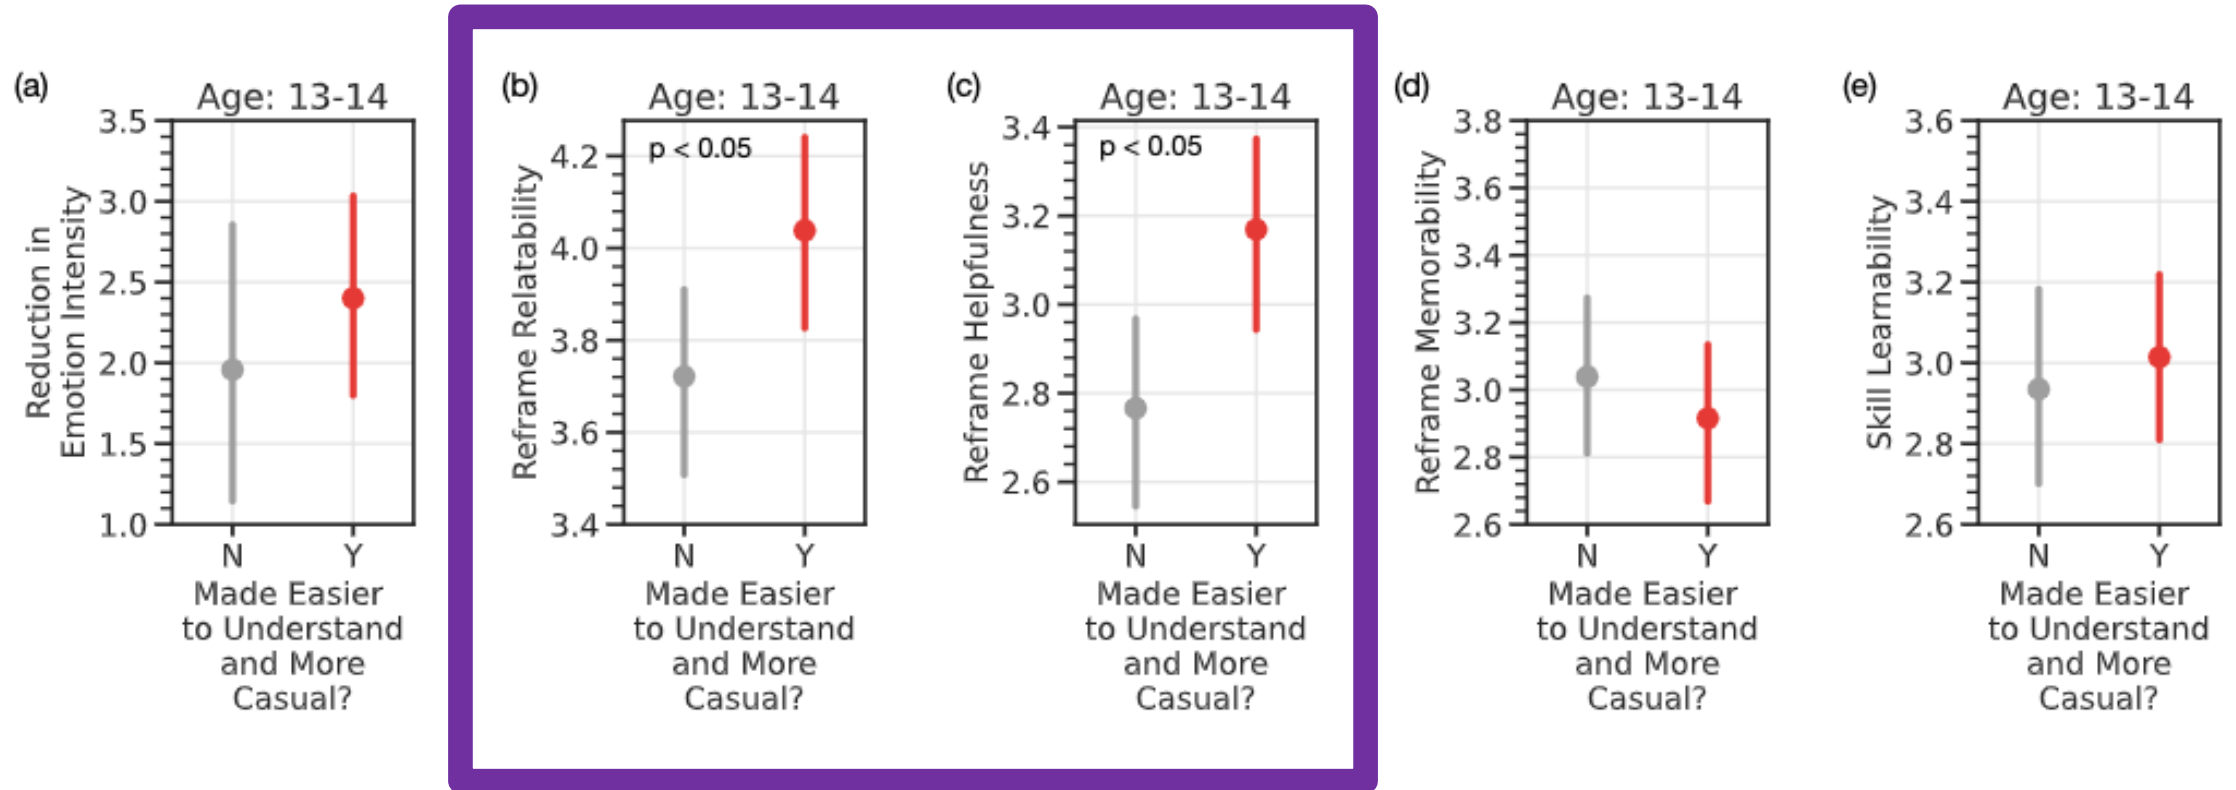 (a)
Age: 13-14
Reduction in
Emotion Intensity
3.5
3.0
2.5
2.0
1.5
1.0
N Y
Made Easier
to Understand
and More
Casual?
(b)
Age: 13-14
p < 0.05
Reframe Relatability
4.2
4.0
3.8
3.6
3.4
N Y
Made Easier
to Understand
and More
Casual?
(c)
Age: 13-14
p < 0.05
Reframe Helpfulness
3.4
3.2
3.0
2.8
2.6
N Y
Made Easier
to Understand
and More
Casual?
(d)
Age: 13-14
Reframe Memorability
3.8
3.6
3.4
3.2
3.0
2.8
2.6
N Y
Made Easier
to Understand
and More
Casual?
(e)
Age: 13-14
Skill Learnability
3.6
3.4
3.2
3.0
2.8
2.6
N Y
Made Easier
to Understand
and More
Casual?